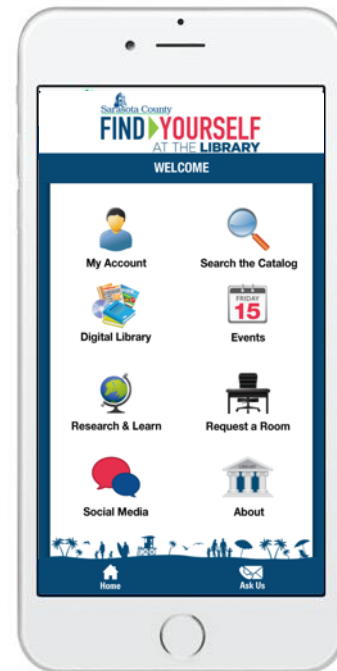 Sarasota County
FIND YOURSELF
AT THE LIBRARY
WELCOME
My Account
Search the Catalog
Digital Library
FRIDAY
15
Events
Research & Learn
Request a Room
Social Media
About
Home
Ask Us